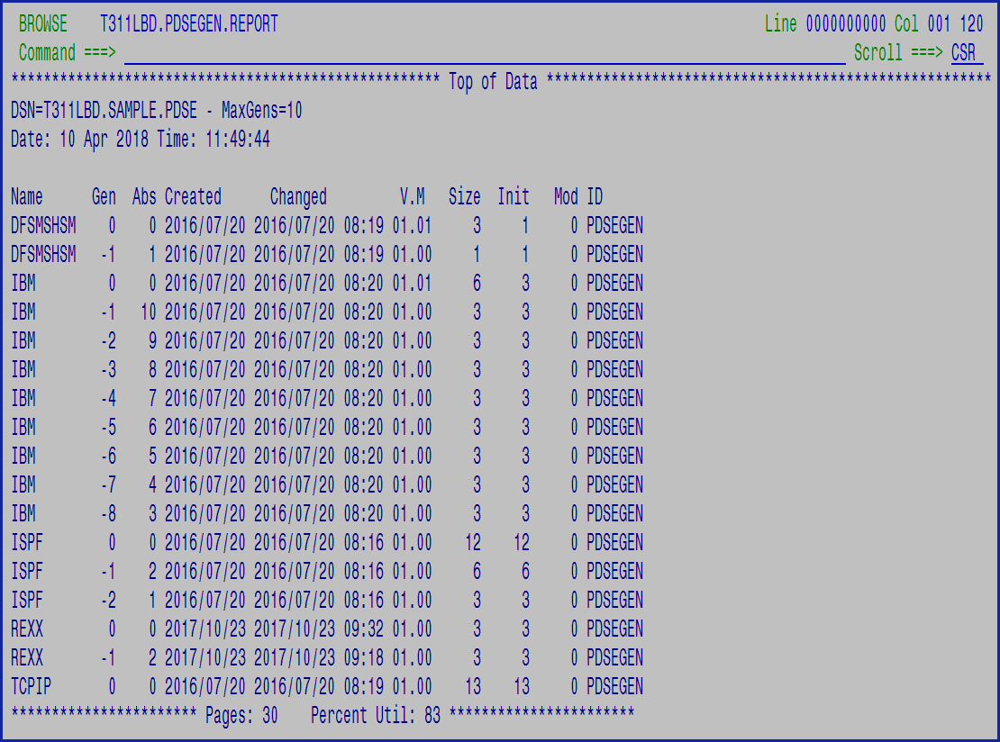 BROWSE    T311LBD.PDSEGEN.REPORT                                                            Line 0000000000 Col 001 120
Command ===>                                                                                           Scroll ===> CSR
***************************************************** Top of Data *******************************************************
DSN=T311LBD.SAMPLE.PDSE - MaxGens=10
Date: 10 Apr 2018 Time: 11:49:44

Name      Gen  Abs Created      Changed         V.M   Size  Init   Mod ID
DFSMSHSM    0    0 2016/07/20 2016/07/20 08:19 01.01     3     1     0 PDSEGEN
DFSMSHSM   -1    1 2016/07/20 2016/07/20 08:19 01.00     1     1     0 PDSEGEN
IBM         0    0 2016/07/20 2016/07/20 08:20 01.01     6     3     0 PDSEGEN
IBM        -1   10 2016/07/20 2016/07/20 08:20 01.00     3     3     0 PDSEGEN
IBM        -2    9 2016/07/20 2016/07/20 08:20 01.00     3     3     0 PDSEGEN
IBM        -3    8 2016/07/20 2016/07/20 08:20 01.00     3     3     0 PDSEGEN
IBM        -4    7 2016/07/20 2016/07/20 08:20 01.00     3     3     0 PDSEGEN
IBM        -5    6 2016/07/20 2016/07/20 08:20 01.00     3     3     0 PDSEGEN
IBM        -6    5 2016/07/20 2016/07/20 08:20 01.00     3     3     0 PDSEGEN
IBM        -7    4 2016/07/20 2016/07/20 08:20 01.00     3     3     0 PDSEGEN
IBM        -8    3 2016/07/20 2016/07/20 08:20 01.00     3     3     0 PDSEGEN
ISPF        0    0 2016/07/20 2016/07/20 08:16 01.00    12    12     0 PDSEGEN
ISPF       -1    2 2016/07/20 2016/07/20 08:16 01.00     6     6     0 PDSEGEN
ISPF       -2    1 2016/07/20 2016/07/20 08:16 01.00     3     3     0 PDSEGEN
REXX        0    0 2017/10/23 2017/10/23 09:32 01.00     3     3     0 PDSEGEN
REXX       -1    2 2017/10/23 2017/10/23 09:18 01.00     3     3     0 PDSEGEN
TCPIP       0    0 2016/07/20 2016/07/20 08:19 01.00    13    13     0 PDSEGEN
*********************** Pages: 30    Percent Util: 83 ***********************